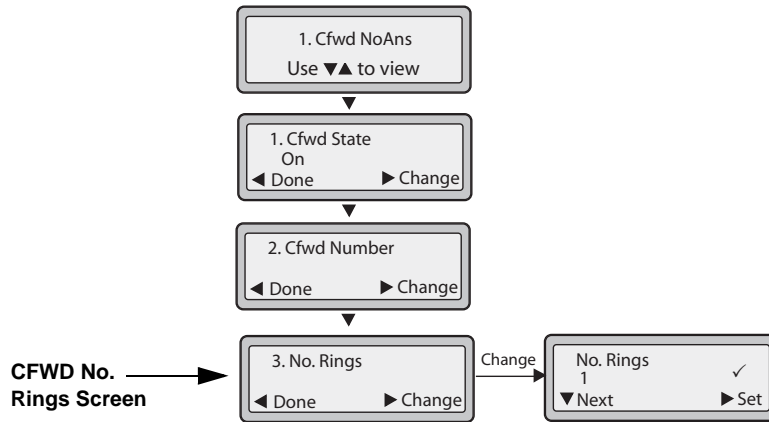 1. Cfwd NoAns
Use ▼▲ to view
▼
1. Cfwd State
On
◀ Done ▶ Change
▼
2. Cfwd Number
◀ Done ▶ Change
▼
CFWD No.
Rings Screen
3. No. Rings
◀ Done ▶ Change
Change
No. Rings
1 ✓
▼ Next ▶ Set